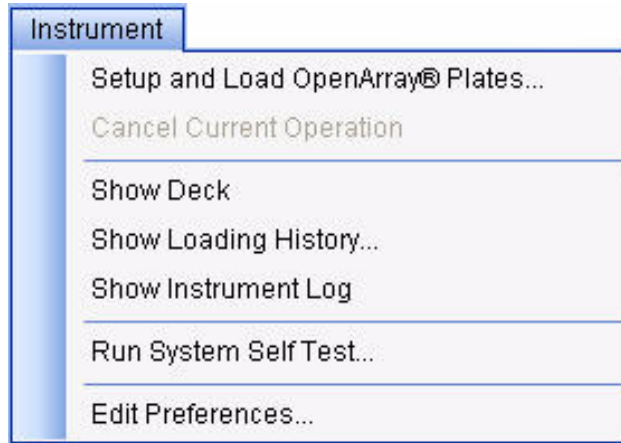 Instrument
Setup and Load OpenArray® Plates...
Cancel Current Operation
Show Deck
Show Loading History...
Show Instrument Log
Run System Self Test...
Edit Preferences...